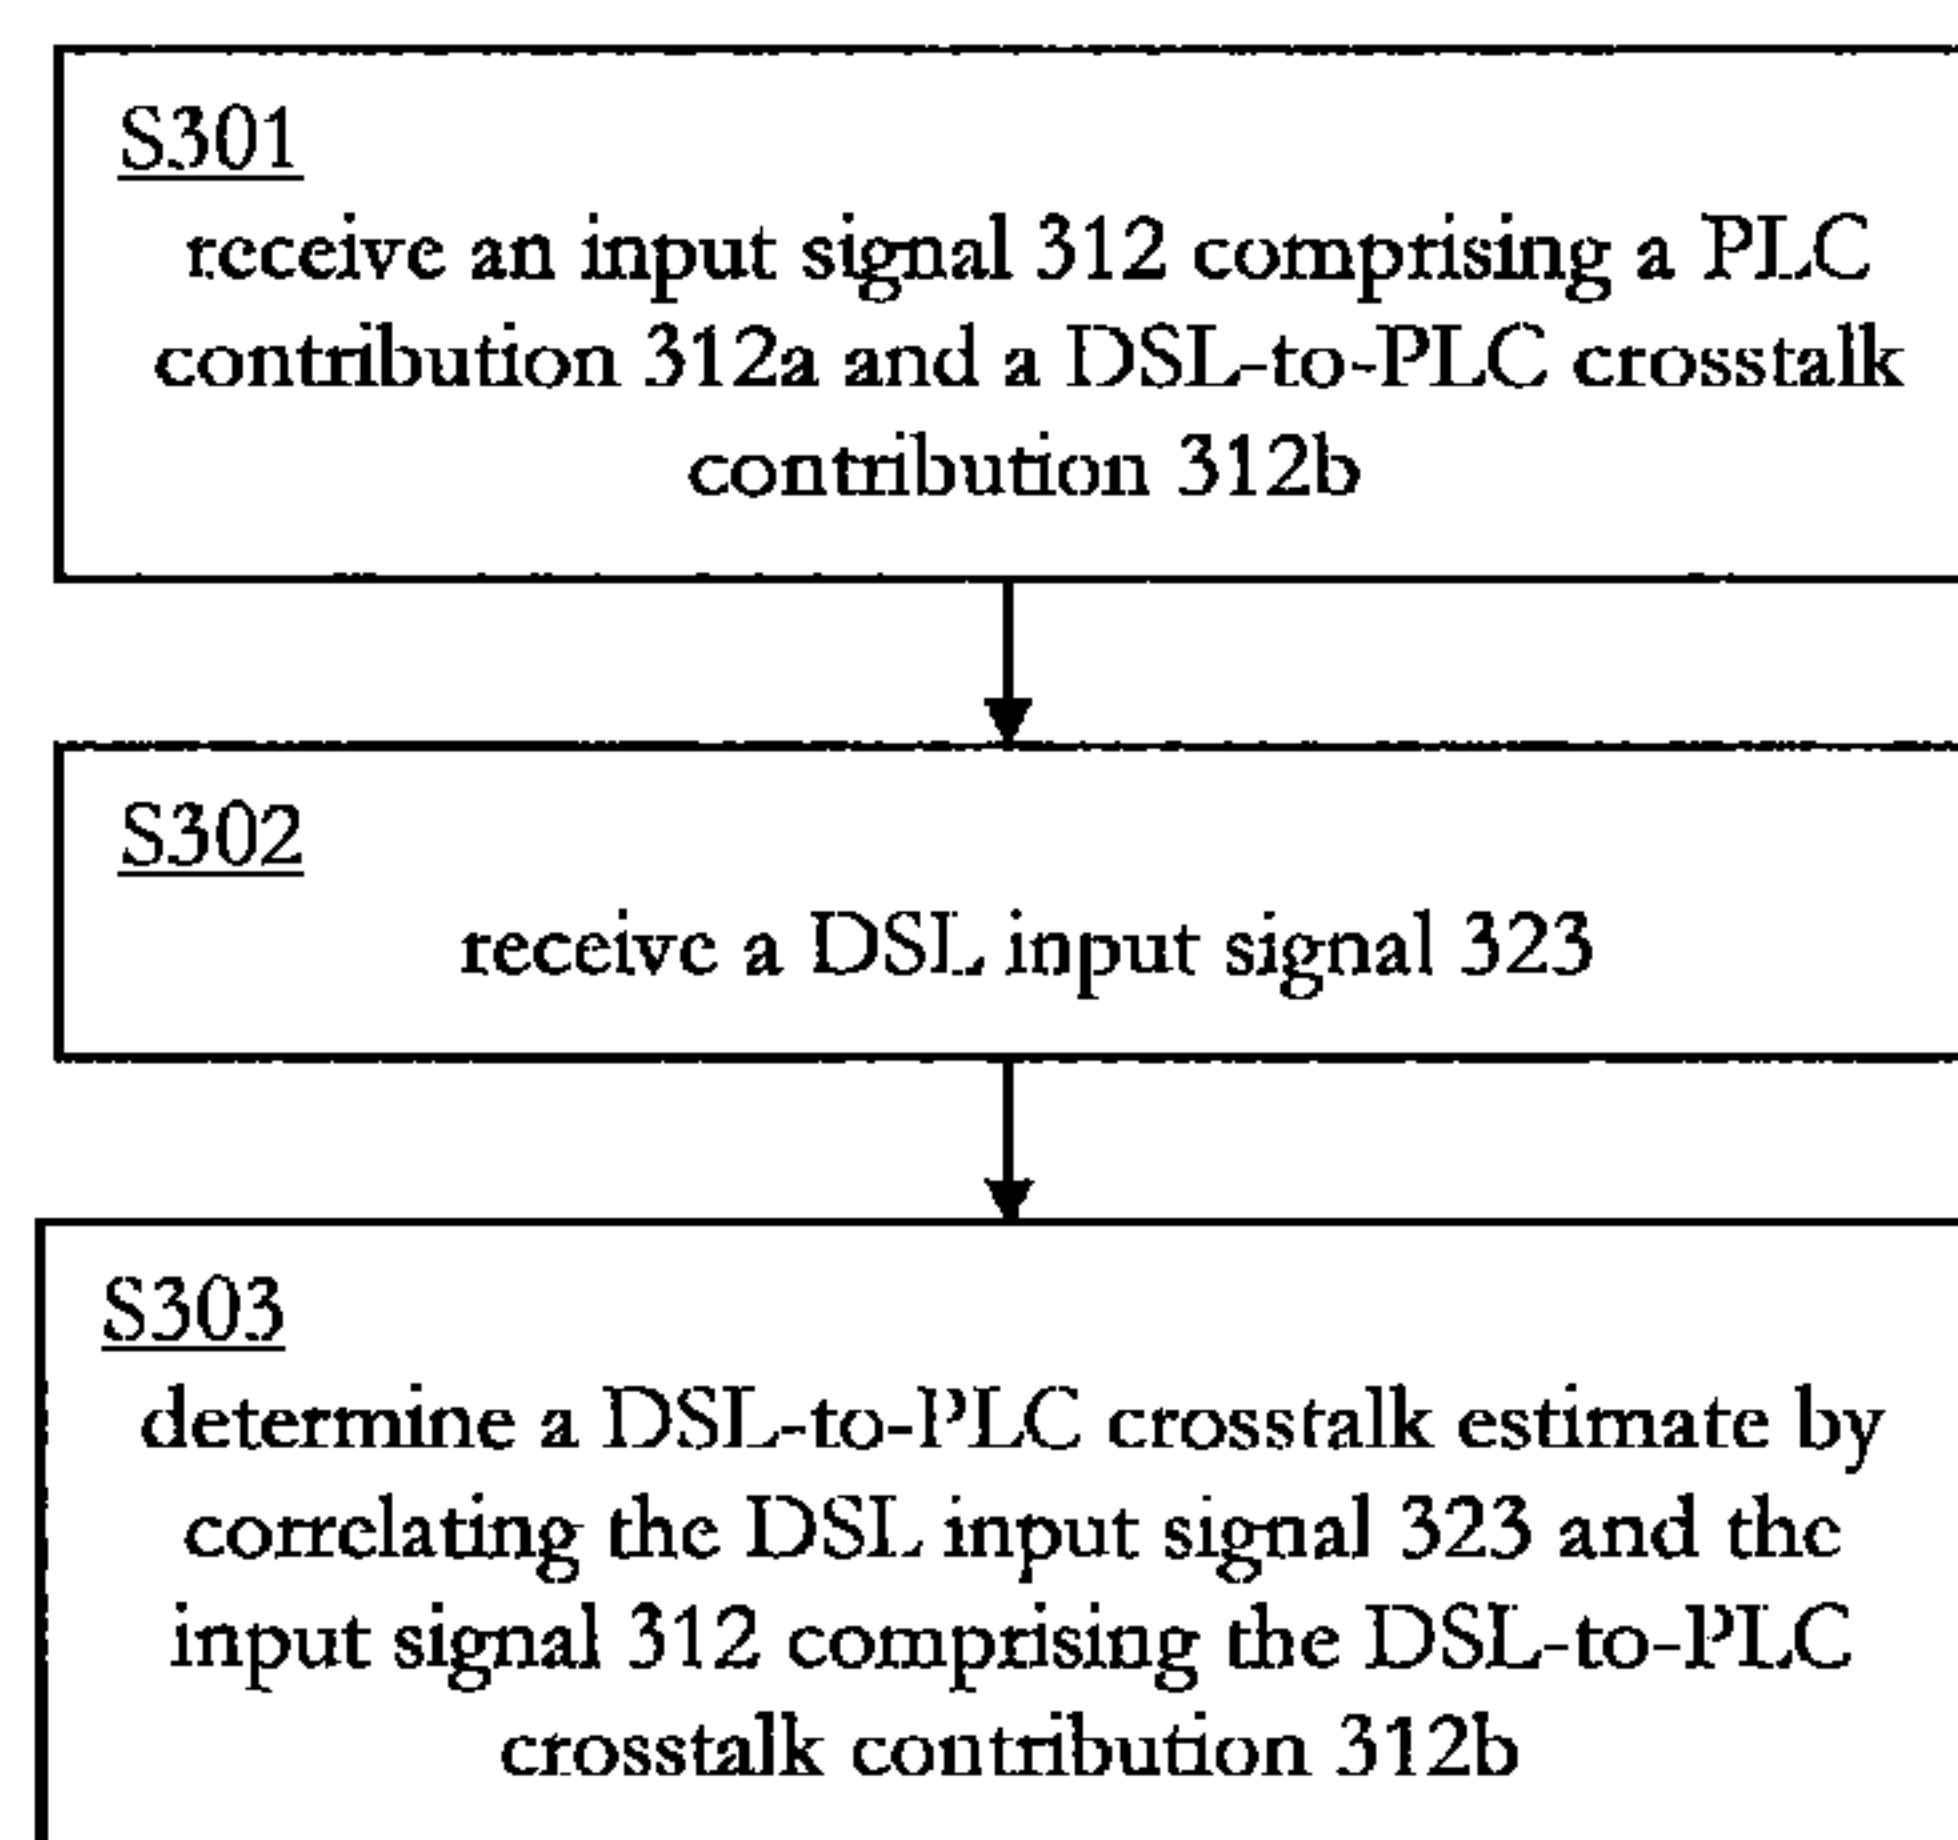 S301
receive an input signal 312 comprising a PLC
contribution 312a and a DSL-to-PLC crosstalk
contribution 312b
S302
receive a DSL input signal 323
S303
determine a DSL-to-PLC crosstalk estimate by
correlating the DSL input signal 323 and the
input signal 312 comprising the DSL-to-PLC
crosstalk contribution 312b